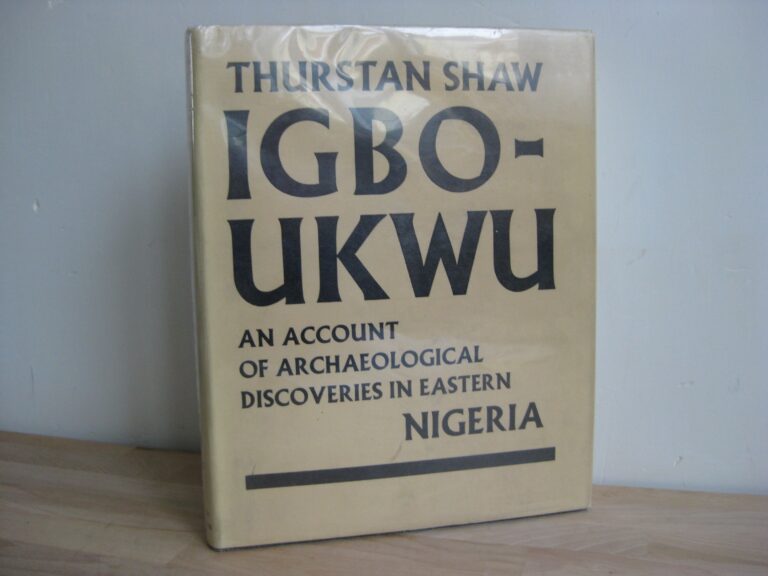 THURSTAN SHAW
IGBO-
UKWU
AN ACCOUNT
OF ARCHAEOLOGICAL
DISCOVERIES IN EASTERN
NIGERIA